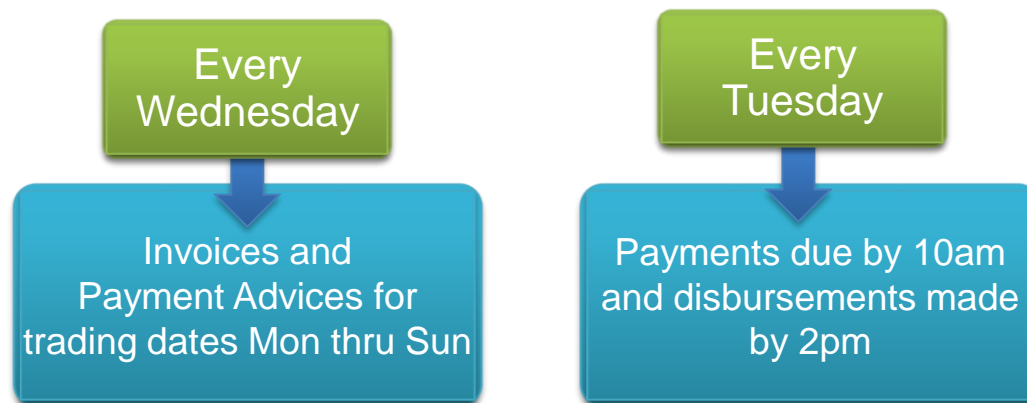 Every
Wednesday
Invoices and
Payment Advices for
trading dates Mon thru Sun
Every
Tuesday
Payments due by 10am
and disbursements made
by 2pm